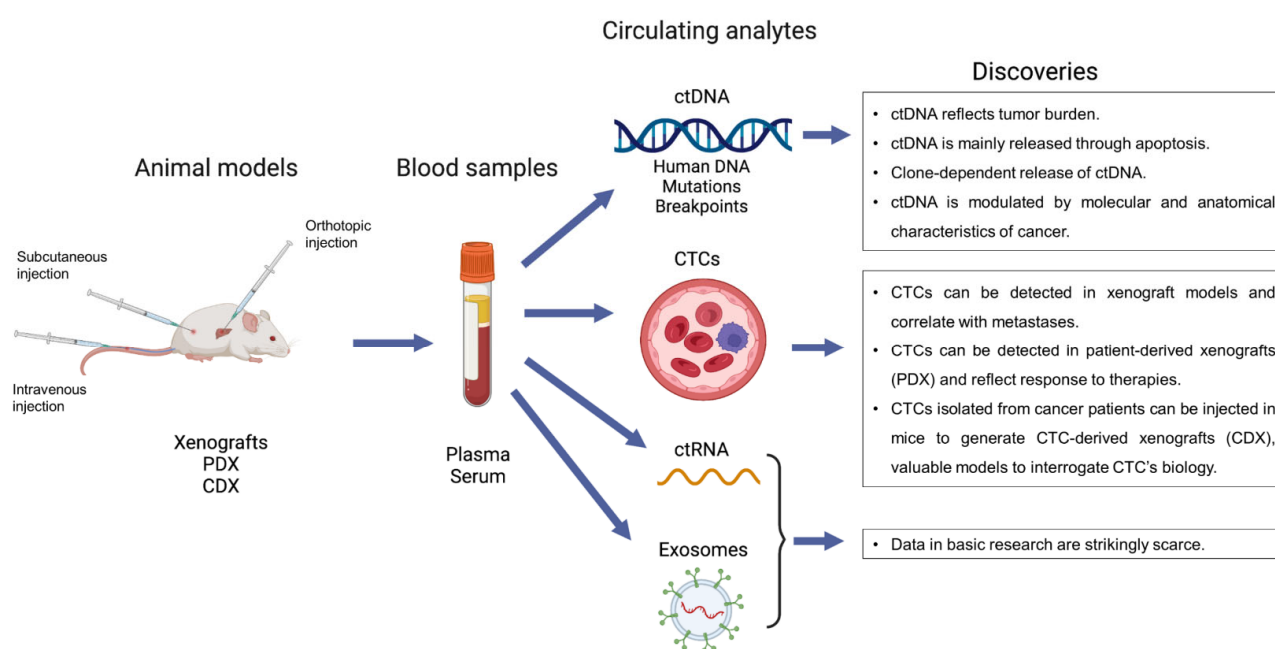 Circulating analytes
Discoveries
Animal models
Blood samples
Orthotopic
injection
Subcutaneous
injection
Intravenous
injection
Xenografts
PDX
CDX
Plasma
Serum
ctDNA
Human DNA
Mutations
Breakpoints
CTCs
ctRNA
Exosomes
• ctDNA reflects tumor burden.
• ctDNA is mainly released through apoptosis.
• Clone-dependent release of ctDNA.
• ctDNA is modulated by molecular and anatomical
characteristics of cancer.
• CTCs can be detected in xenograft models and
correlate with metastases.
• CTCs can be detected in patient-derived xenografts
(PDX) and reflect response to therapies.
• CTCs isolated from cancer patients can be injected in
mice to generate CTC-derived xenografts (CDX),
valuable models to interrogate CTC's biology.
• Data in basic research are strikingly scarce.